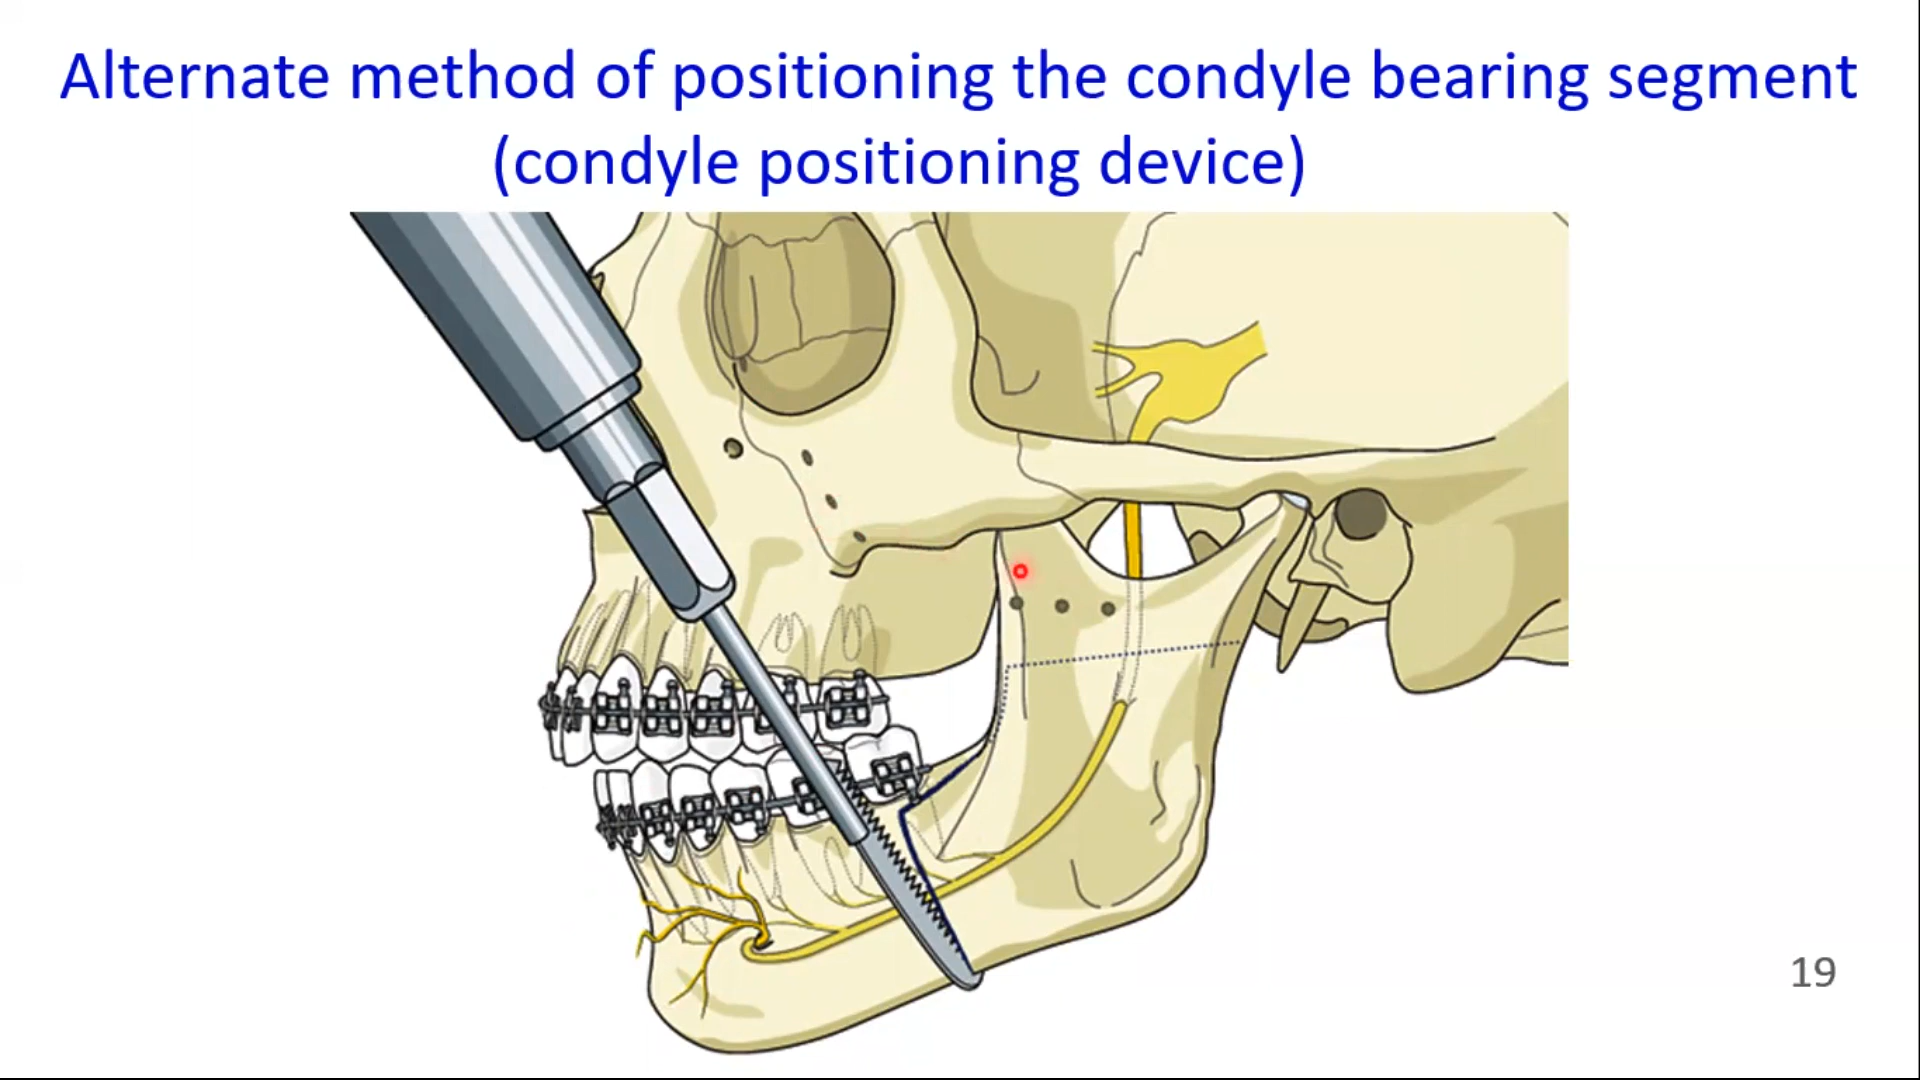 Alternate method of positioning the condyle bearing segment
(condyle positioning device)
19